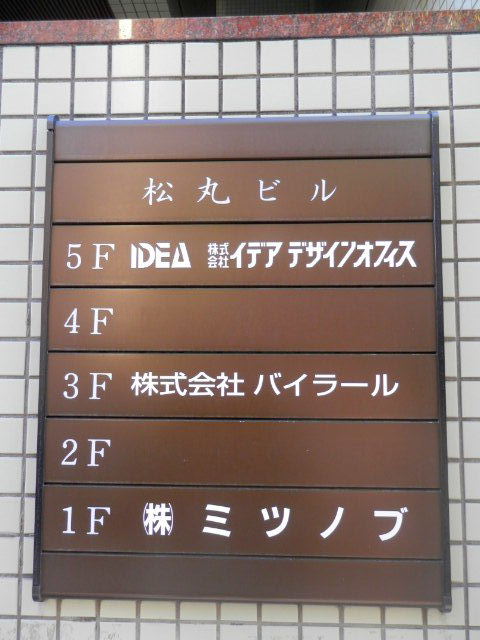 松丸ビル
5F IDEA 株式会社イデア デザインオフィス
4F
3F 株式会社 バイラール
2F
1F ㈱ ミツノブ